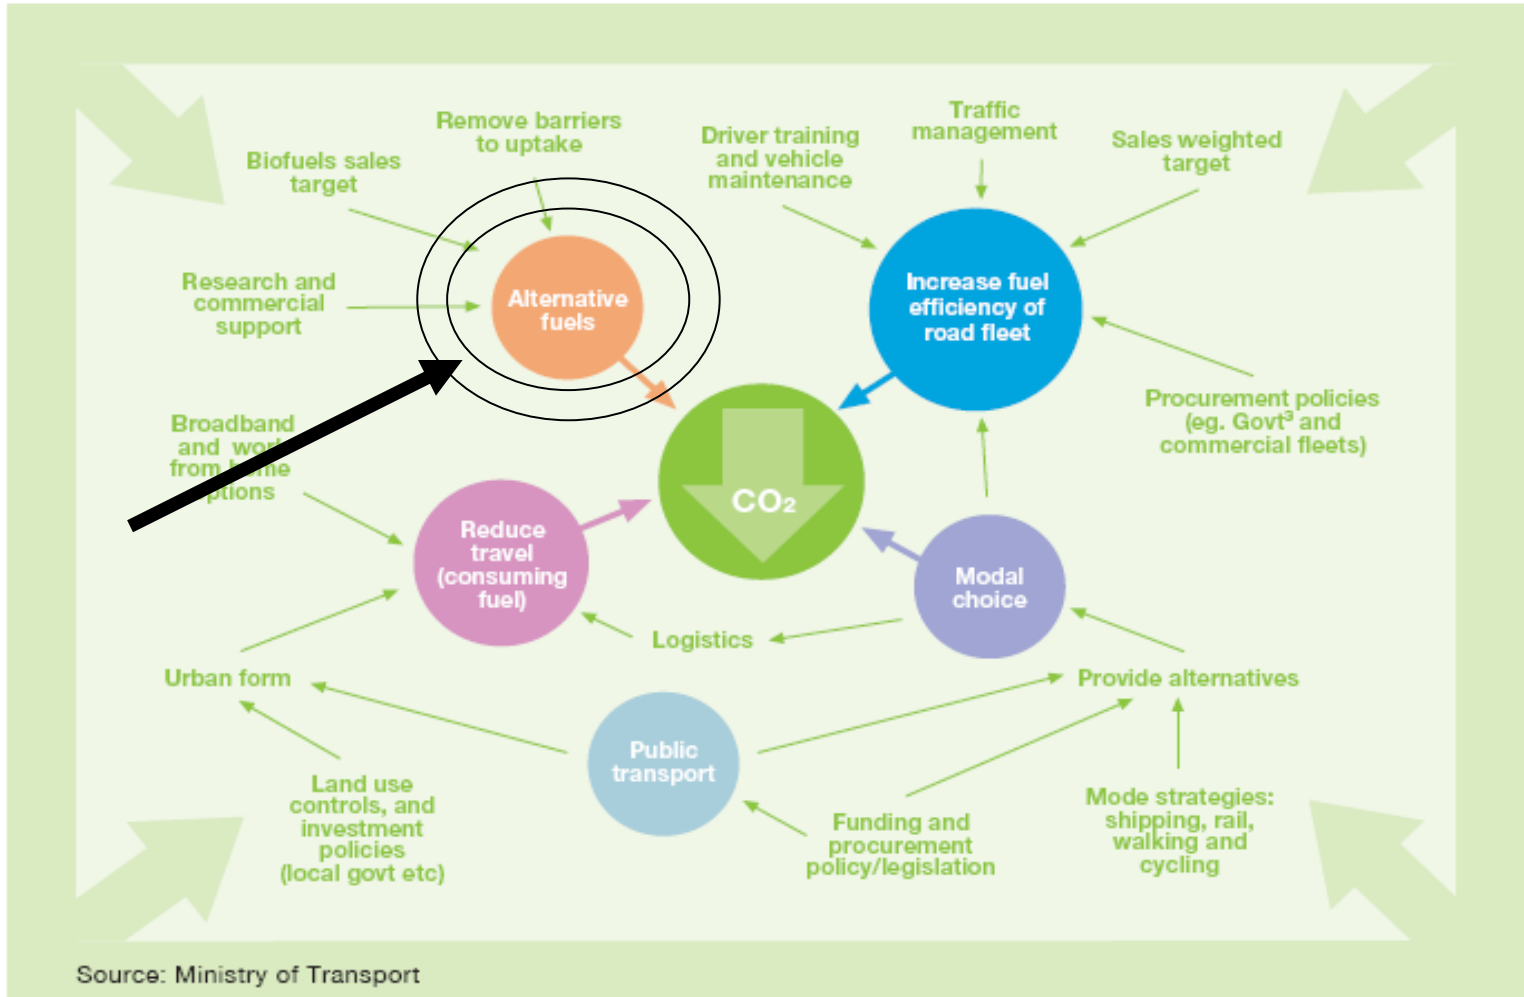 Remove barriers
to uptake
Biofuels sales
target
Research and
commercial
support
Alternative
fuels
Driver training
and vehicle
maintenance
Traffic
management
Sales weighted
target
Increase fuel
efficiency of
road fleet
Procurement policies
(eg. Govt³ and
commercial fleets)
Broadband
and work
from home
options
CO₂
Reduce
travel
(consuming
fuel)
Modal
choice
Logistics
Urban form
Provide alternatives
Public
transport
Land use
controls, and
investment
policies
(local govt etc)
Funding and
procurement
policy/legislation
Mode strategies:
shipping, rail,
walking and
cycling
Source: Ministry of Transport